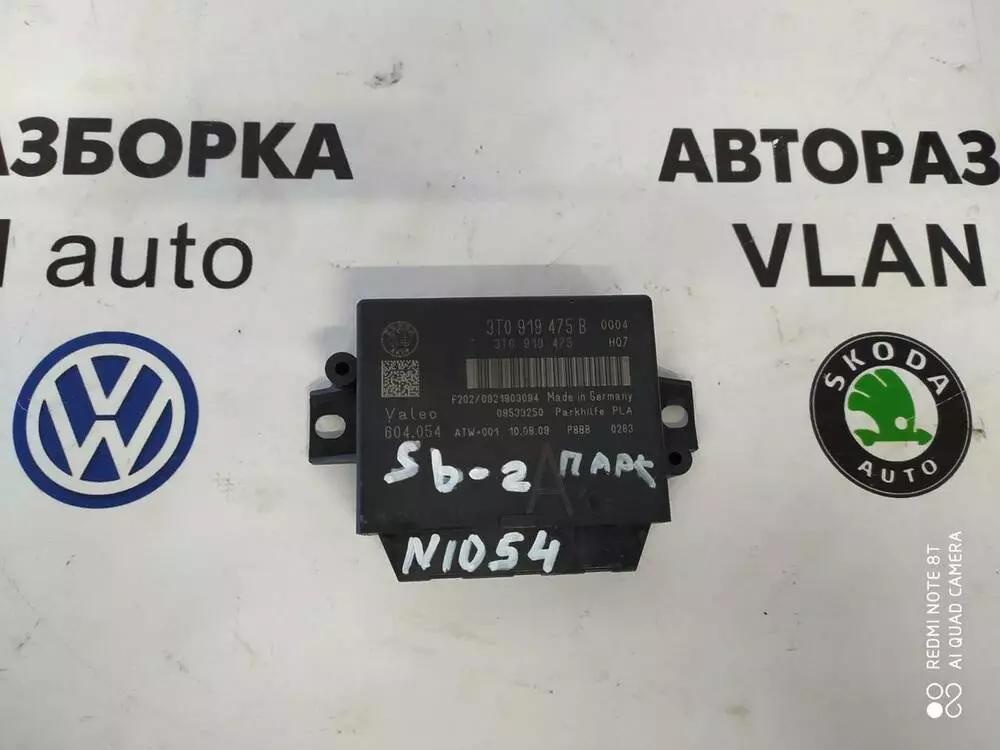 АЗБОРКА
auto
АВТОРАЗ
VLAN
SKODA
AUTO
3T0 919 475 B 0004
3T0 919 475 H07
F202/0821803094 Made in Germany
Valeo 09533250 Parkhilfe PLA
604.054 ATW-001 10.08.09 P8BB 0283
Sb-2 A ПАРК
N1054
REDMI NOTE 8T
AI QUAD CAMERA